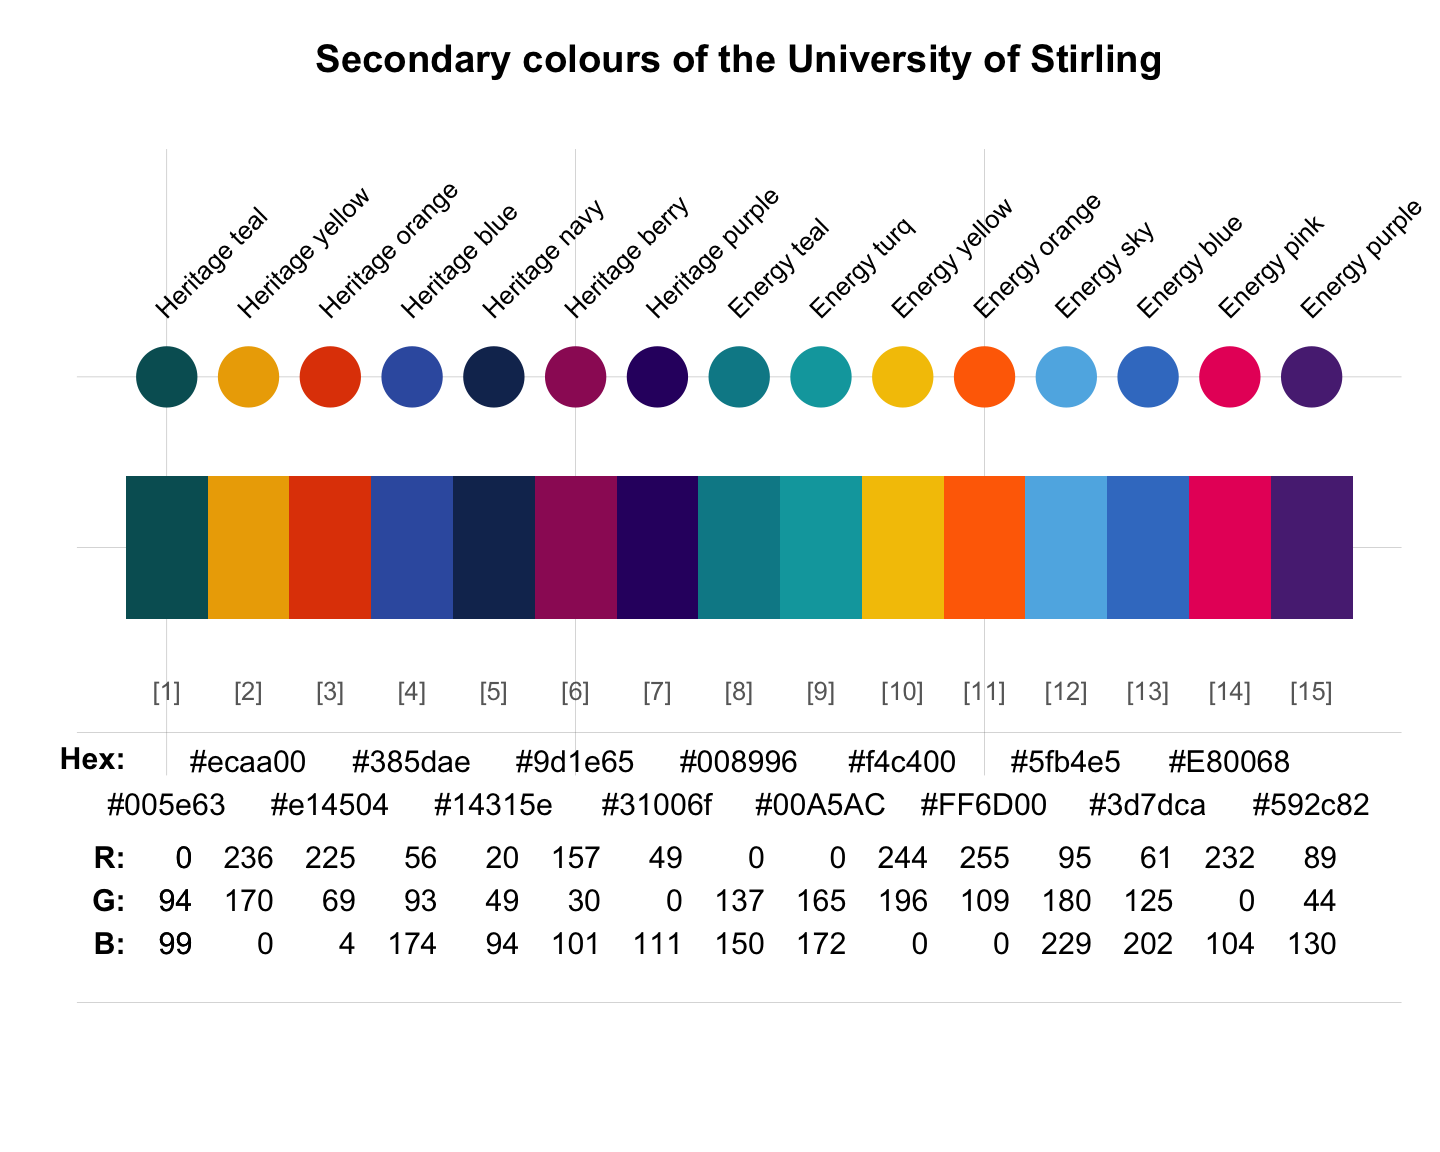 Secondary colours of the University of Stirling
Heritage teal
Heritage yellow
Heritage orange
Heritage blue
Heritage navy
Heritage berry
Heritage purple
Energy teal
Energy turq
Energy yellow
Energy orange
Energy sky
Energy blue
Energy pink
Energy purple
[1] [2] [3] [4] [5] [6] [7] [8] [9] [10] [11] [12] [13] [14] [15]
Hex: #ecaa00 #385dae #9d1e65 #008996 #f4c400 #5fb4e5 #E80068
#005e63 #e14504 #14315e #31006f #00A5AC #FF6D00 #3d7dca #592c82
R: 0 236 225 56 20 157 49 0 0 244 255 95 61 232 89
G: 94 170 69 93 49 30 0 137 165 196 109 180 125 0 44
B: 99 0 4 174 94 101 111 150 172 0 0 229 202 104 130